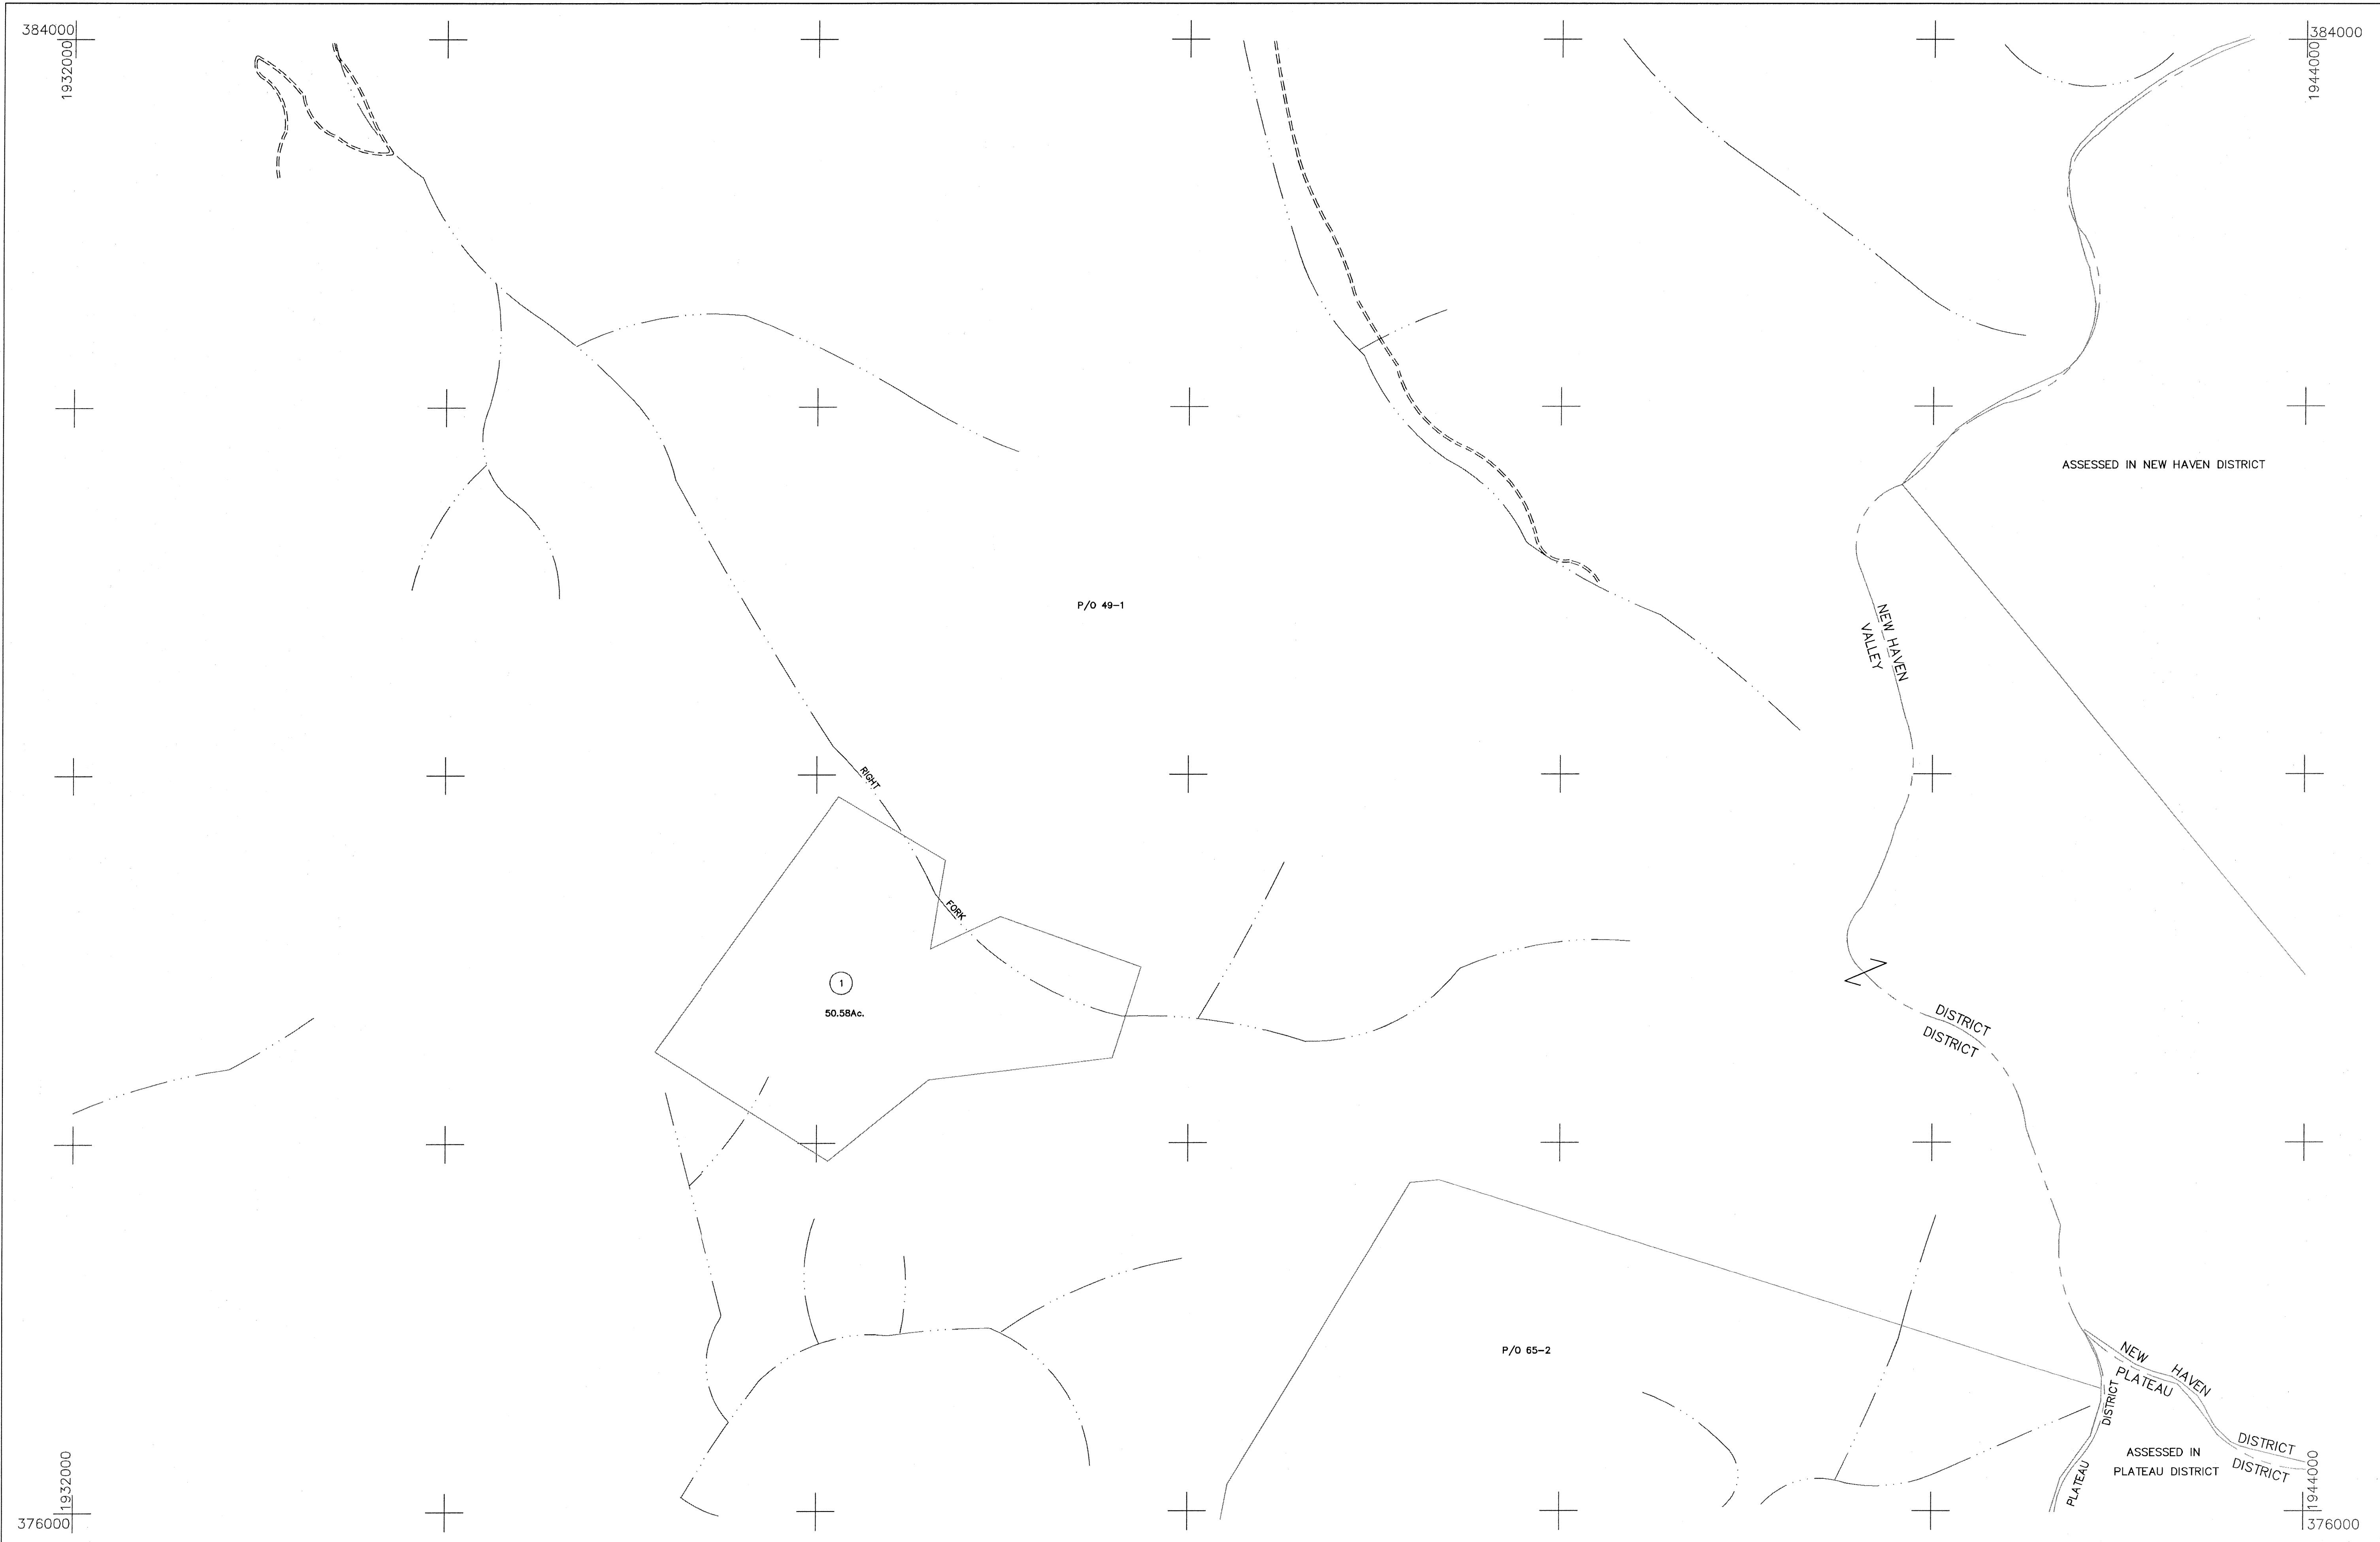 384000
1932000
384000
1944000
ASSESSED IN NEW HAVEN DISTRICT
P/O 49-1
NEW HAVEN
VALLEY
RIGHT
FORK
1
50.58Ac.
DISTRICT
DISTRICT
P/O 65-2
NEW HAVEN
PLATEAU
DISTRICT
PLATEAU
DISTRICT
DISTRICT
ASSESSED IN
PLATEAU DISTRICT
1932000
376000
1944000
376000